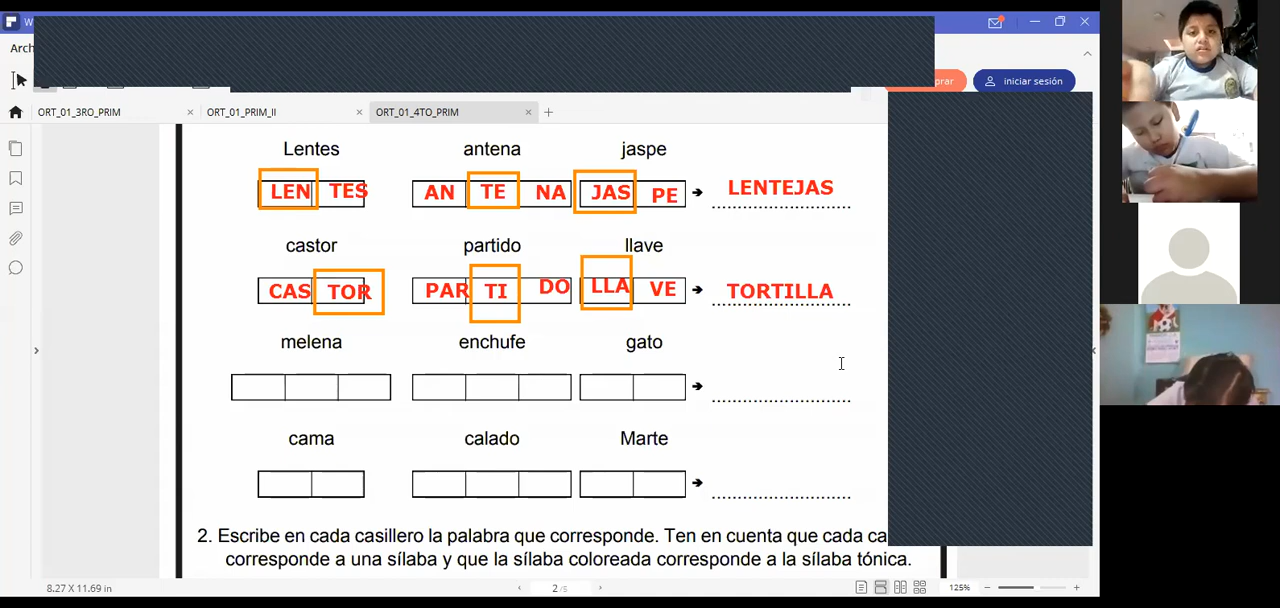 W
Arch
rar
iniciar sesión
ORT_01_3RO_PRIM × ORT_01_PRIM_II × ORT_01_4TO_PRIM × +
Lentes antena jaspe
LEN TES AN TE NA JAS PE LENTEJAS
castor partido llave
CAS TOR PAR TI DO LLA VE TORTILLA
melena enchufe gato
cama calado Marte
2. Escribe en cada casillero la palabra que corresponde. Ten en cuenta que cada ca
corresponde a una sílaba y que la sílaba coloreada corresponde a la sílaba tónica.
8.27 X 11.69 in 2 /5 125%